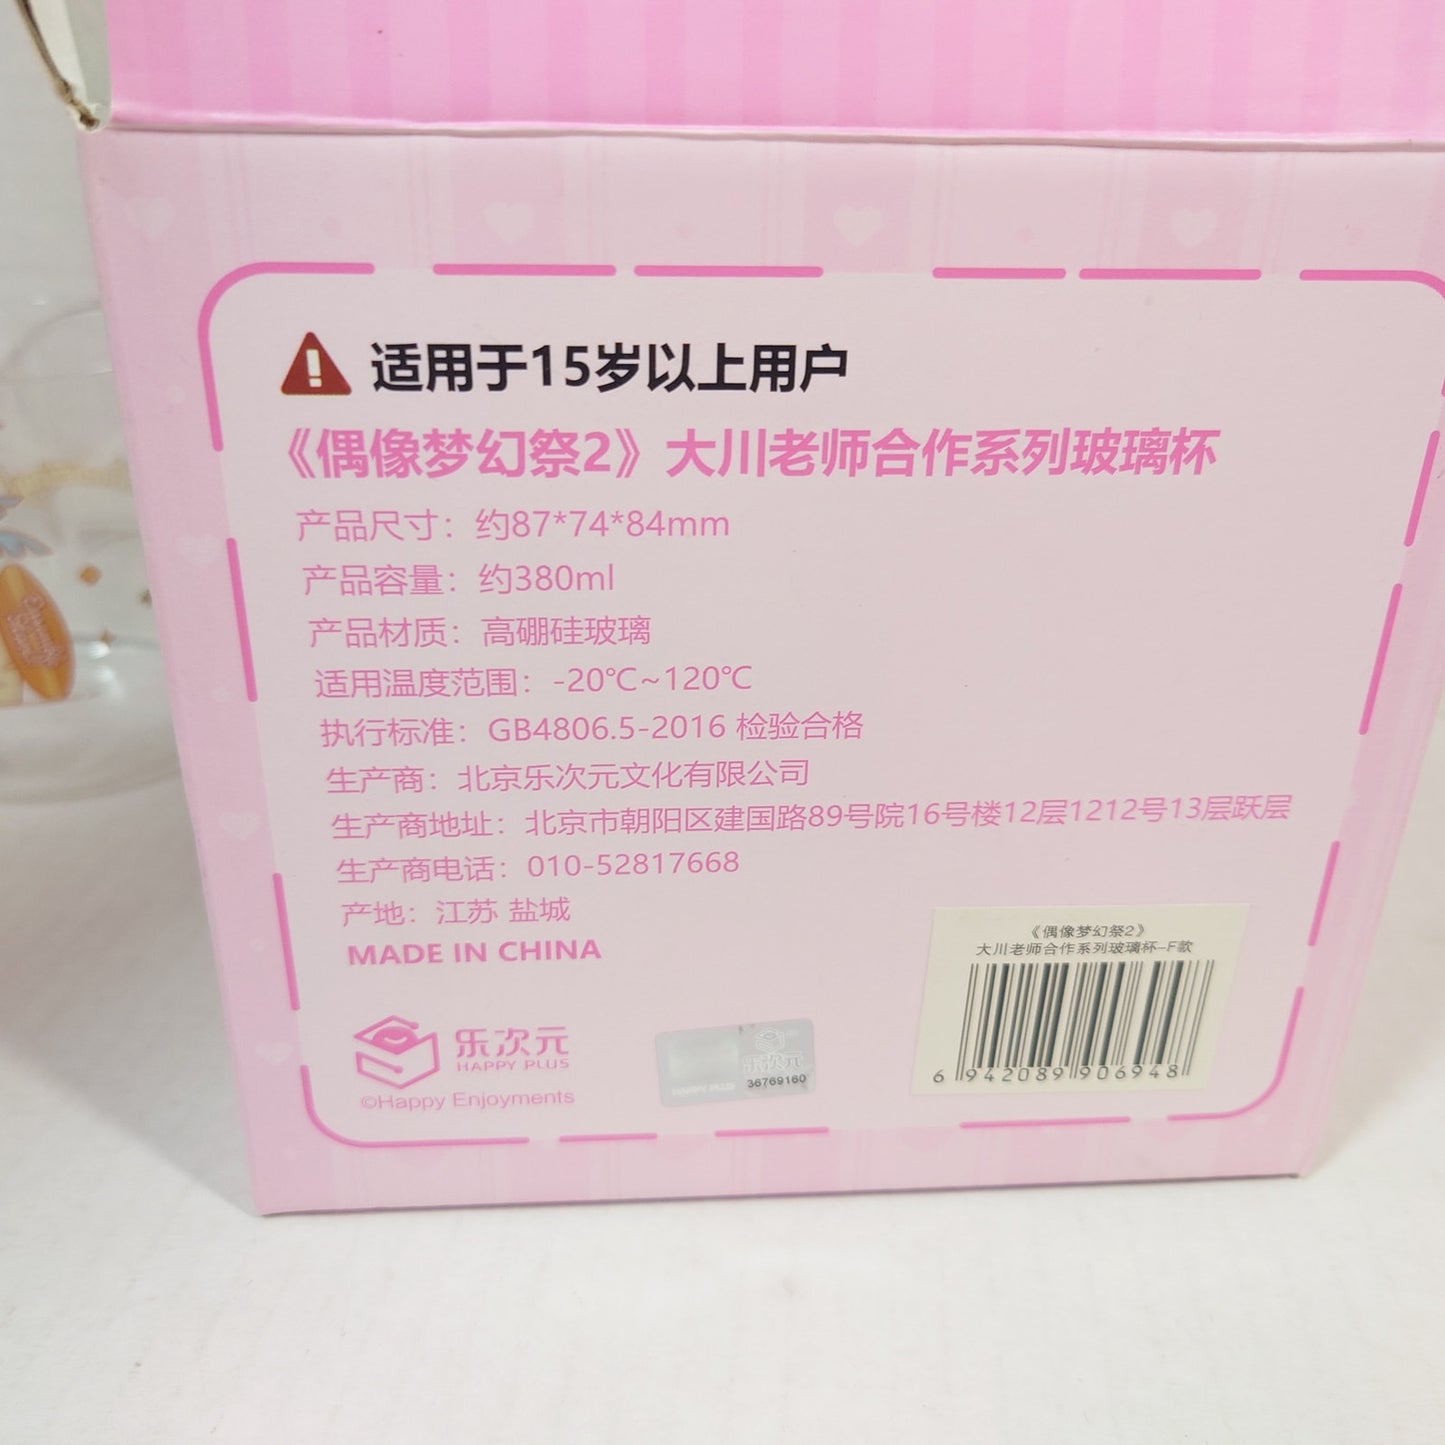 适用于15岁以上用户
《偶像梦幻祭2》大川老师合作系列玻璃杯
产品尺寸：约87*74*84mm
产品容量：约380ml
产品材质：高硼硅玻璃
适用温度范围：-20℃~120℃
执行标准：GB4806.5-2016 检验合格
生产商：北京乐次元文化有限公司
生产商地址：北京市朝阳区建国路89号院16号楼12层1212号13层跃层
生产商电话：010-52817668
产地：江苏 盐城
MADE IN CHINA
乐次元
HAPPY PLUS
©Happy Enjoyments
乐次元
HAPPY PLUS
36769160
《偶像梦幻祭2》
大川老师合作系列玻璃杯–F款
6 942089 906948